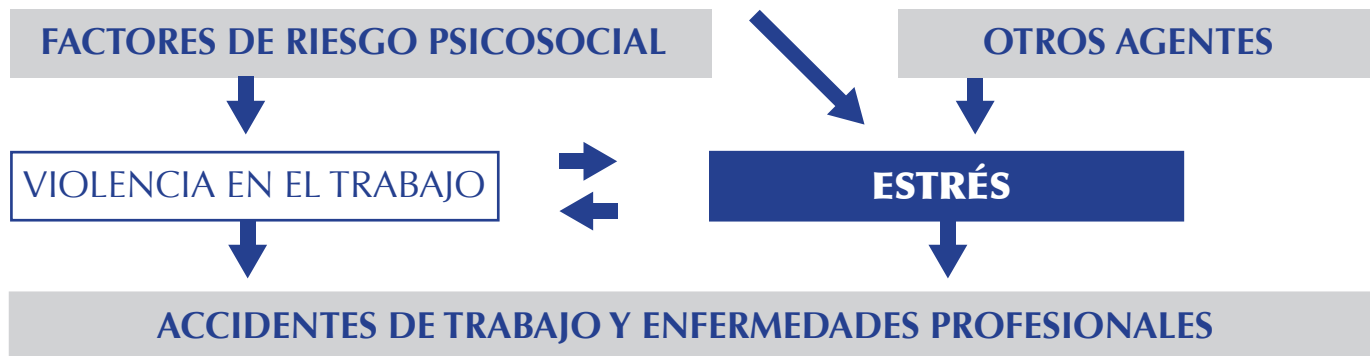 FACTORES DE RIESGO PSICOSOCIAL
OTROS AGENTES
VIOLENCIA EN EL TRABAJO
ESTRÉS
ACCIDENTES DE TRABAJO Y ENFERMEDADES PROFESIONALES